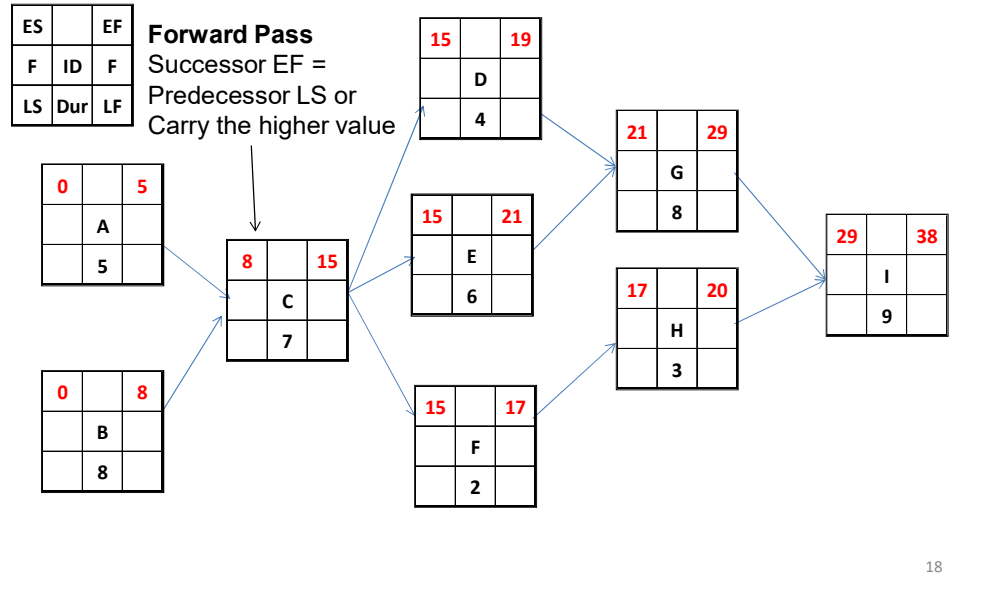 ES EF
F ID F
LS Dur LF
Forward Pass
Successor EF =
Predecessor LS or
Carry the higher value
0 5
A
5
0 8
B
8
8 15
C
7
15 19
D
4
15 21
E
6
15 17
F
2
21 29
G
8
17 20
H
3
29 38
I
9
18